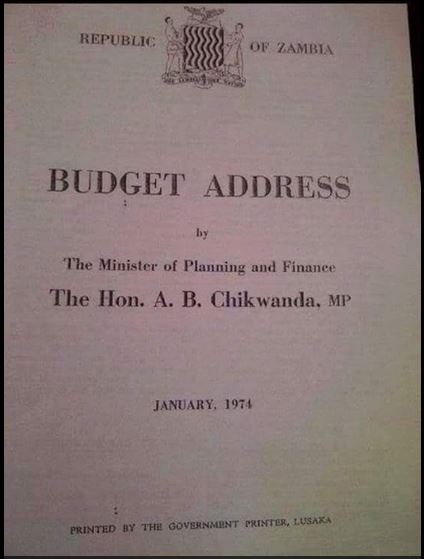 REPUBLIC OF ZAMBIA
BUDGET ADDRESS
by
The Minister of Planning and Finance
The Hon. A. B. Chikwanda, MP
JANUARY, 1974
PRINTED BY THE GOVERNMENT PRINTER, LUSAKA